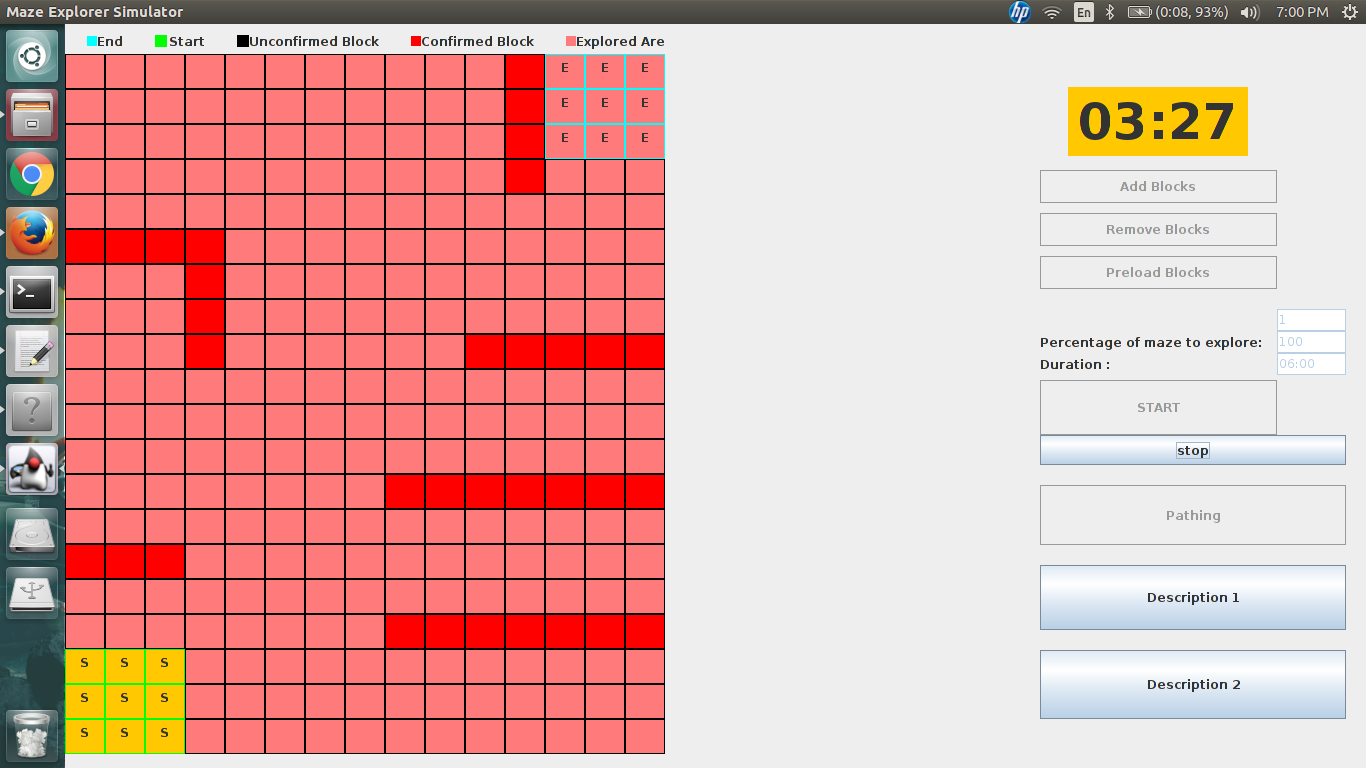 Maze Explorer Simulator
hp En (0:08, 93%) 7:00 PM
End Start Unconfirmed Block Confirmed Block Explored Are
E E E
E E E
E E E
03:27
Add Blocks
Remove Blocks
Preload Blocks
1
Percentage of maze to explore: 100
Duration : 06:00
START
stop
Pathing
Description 1
Description 2
S S S
S S S
S S S